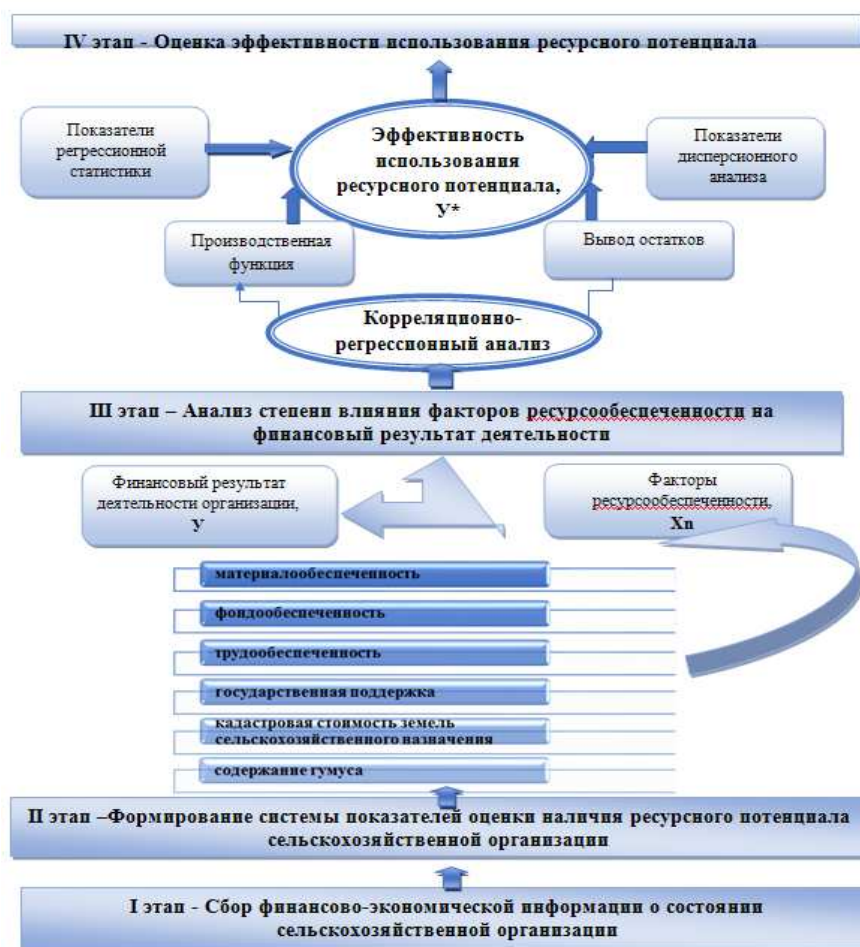 IV этап - Оценка эффективности использования ресурсного потенциала
Показатели
регрессионной
статистики
Эффективность
использования
ресурсного потенциала,
У*
Показатели
дисперсионного
анализа
Производственная
функция
Вывод остатков
Корреляционно-
регрессионный анализ
III этап – Анализ степени влияния факторов ресурсообеспеченности на
финансовый результат деятельности
Финансовый результат
деятельности организации,
У
Факторы
ресурсообеспеченности,
Xn
материалообеспеченность
фондообеспеченность
трудообеспеченность
государственная поддержка
кадастровая стоимость земель
сельскохозяйственного назначения
содержание гумуса
II этап –Формирование системы показателей оценки наличия ресурсного потенциала
сельскохозяйственной организации
I этап - Сбор финансово-экономической информации о состоянии
сельскохозяйственной организации